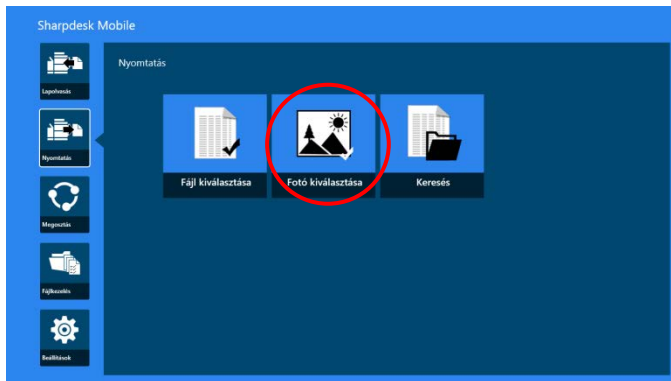 Sharpdesk Mobile
Lapolvasás
Nyomtatás
Megosztás
Fájlkezelés
Beállítások
Nyomtatás
Fájl kiválasztása
Fotó kiválasztása
Keresés